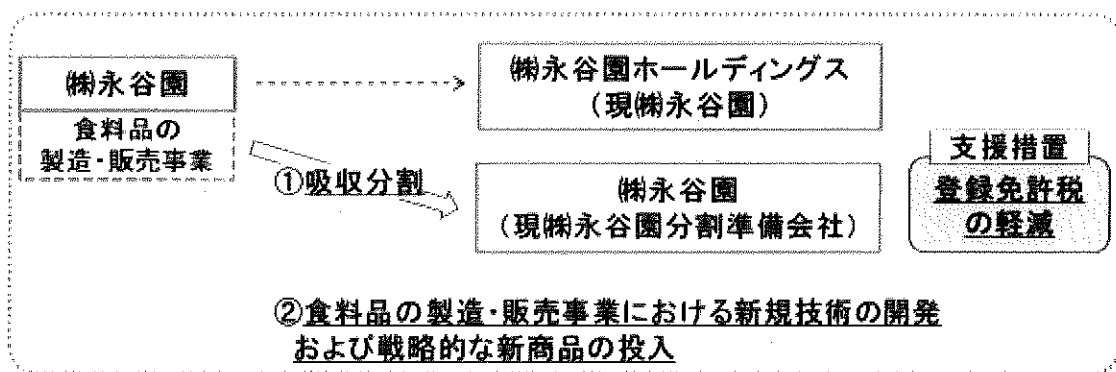 ㈱永谷園
食料品の
製造・販売事業
①吸収分割
㈱永谷園ホールディングス
（現㈱永谷園）
㈱永谷園
（現㈱永谷園分割準備会社）
支援措置
登録免許税
の軽減
②食料品の製造・販売事業における新規技術の開発
および戦略的な新商品の投入